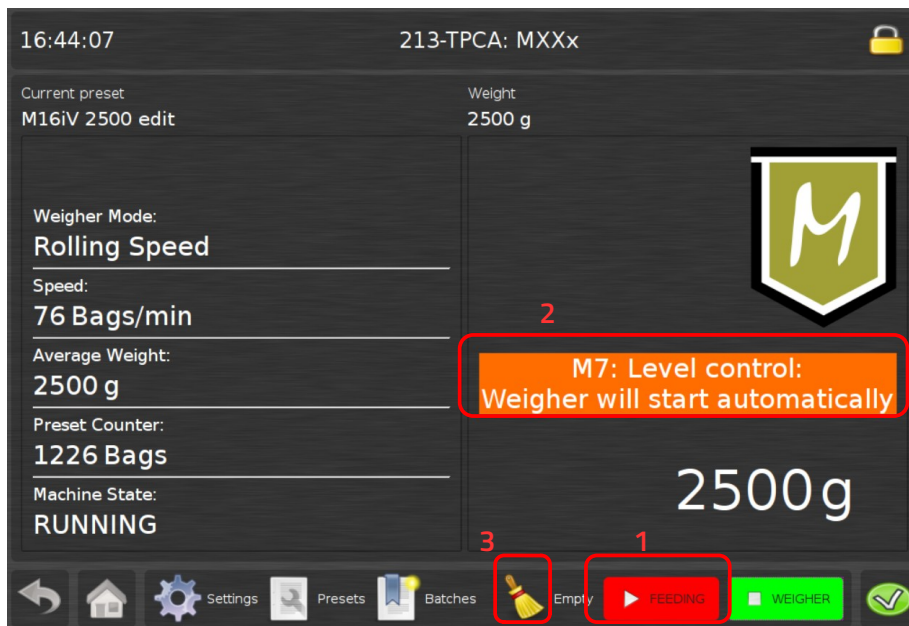 16:44:07
213-TPCA: MXXx
Current preset
M16iV 2500 edit
Weight
2500 g
Weigher Mode:
Rolling Speed
Speed:
76 Bags/min
Average Weight:
2500 g
Preset Counter:
1226 Bags
Machine State:
RUNNING
M
2
M7: Level control:
Weigher will start automatically
2500g
3
1
Settings
Presets
Batches
Empty
FEEDING
WEIGHER